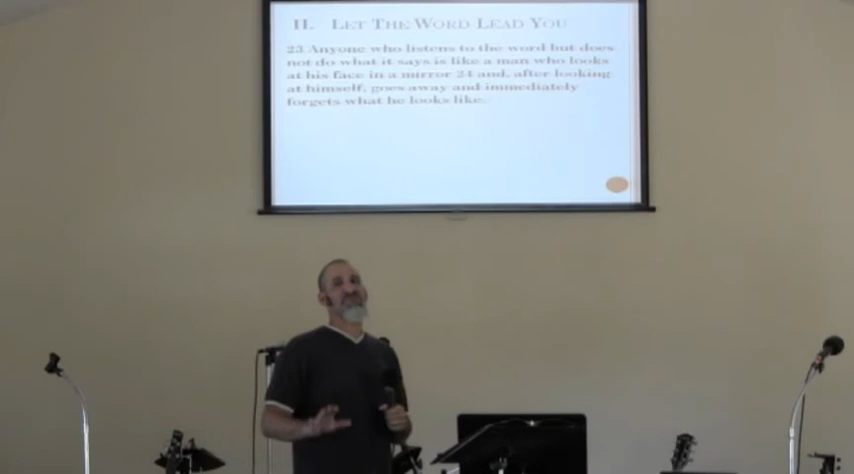 II. Let The Word Lead You
23 Anyone who listens to the word but does
not do what it says is like a man who looks
at his face in a mirror 24 and, after looking
at himself, goes away and immediately
forgets what he looks like.